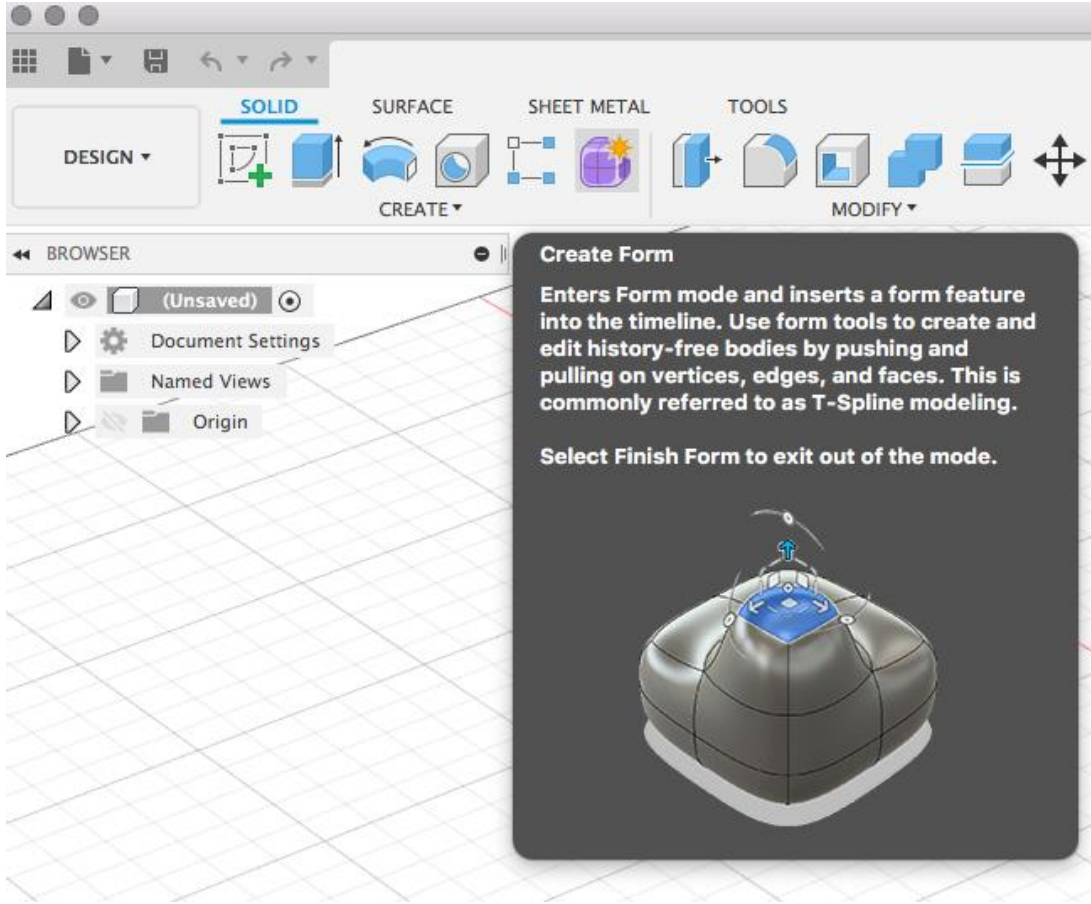 SOLID SURFACE SHEET METAL TOOLS
DESIGN
CREATE MODIFY
BROWSER
(Unsaved)
Document Settings
Named Views
Origin
Create Form
Enters Form mode and inserts a form feature
into the timeline. Use form tools to create and
edit history-free bodies by pushing and
pulling on vertices, edges, and faces. This is
commonly referred to as T-Spline modeling.
Select Finish Form to exit out of the mode.